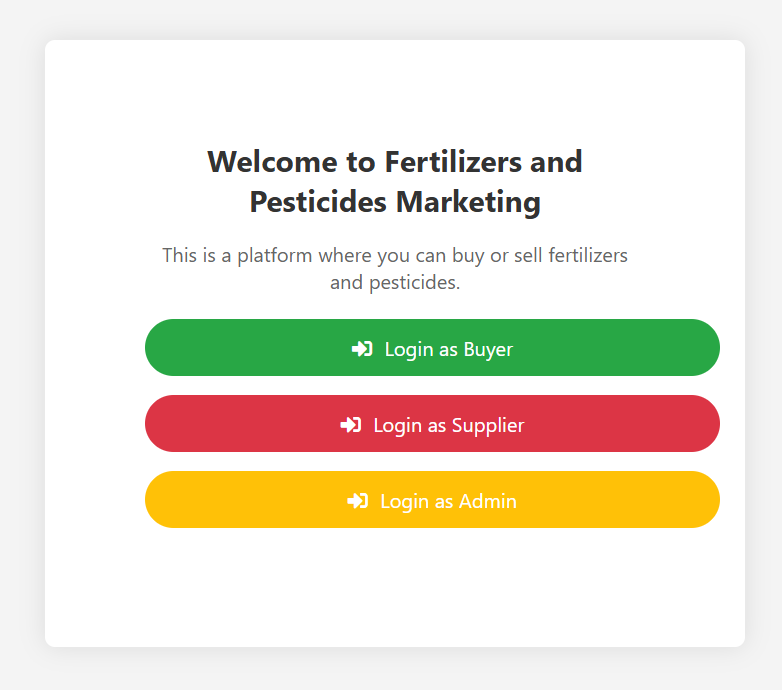 Welcome to Fertilizers and
Pesticides Marketing
This is a platform where you can buy or sell fertilizers
and pesticides.
Login as Buyer
Login as Supplier
Login as Admin